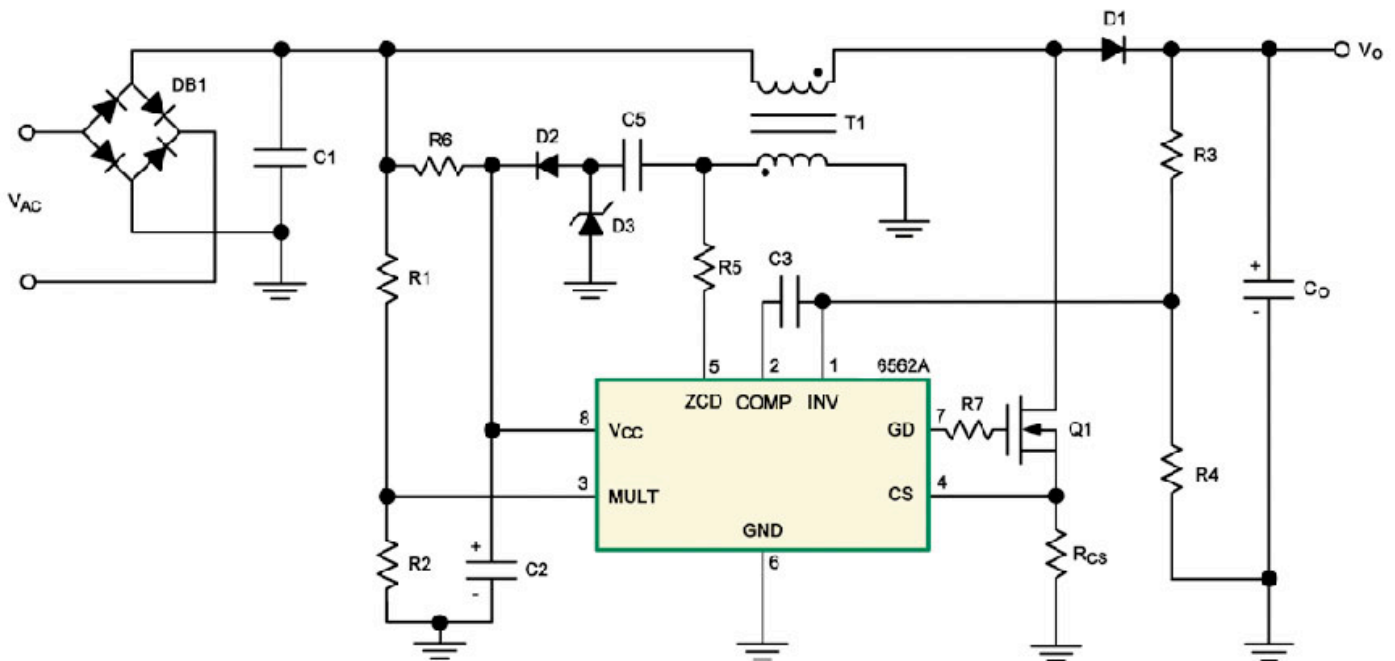 D1
Vo
DB1
C5
T1
R6
D2
C1
R3
VAC
D3
R1
R5
C3
+
Co
-
5
2
1
6562A
ZCD
COMP
INV
7
R7
8
VCC
GD
Q1
3
MULT
4
CS
R4
GND
+
R2
C2
6
RCS
-